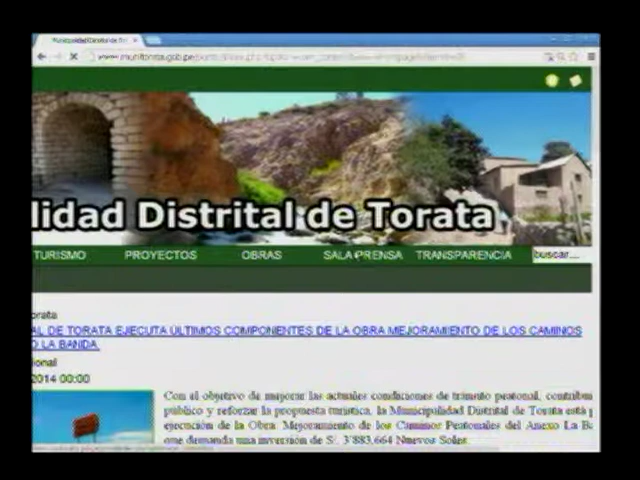 lidad Distrital de Torata
TURISMO PROYECTOS OBRAS SALA PRENSA TRANSPARENCIA buscar...
orata
AL DE TORATA EJECUTA ULTIMOS COMPONENTES DE LA OBRA MEJORAMIENTO DE LOS CAMINOS
O LA BANDA.
ional
2014 00:00
Con el objetivo de mejorar las actuales condiciones de tránsito peatonal, contribui
público y reforzar la propuesta turística, la Municipalidad Distrital de Torata está
ejecución de la Obra: Mejoramiento de los Caminos Peatonales del Anexo La Ba
que demanda una inversión de S/. 3'883,664 Nuevos Soles.